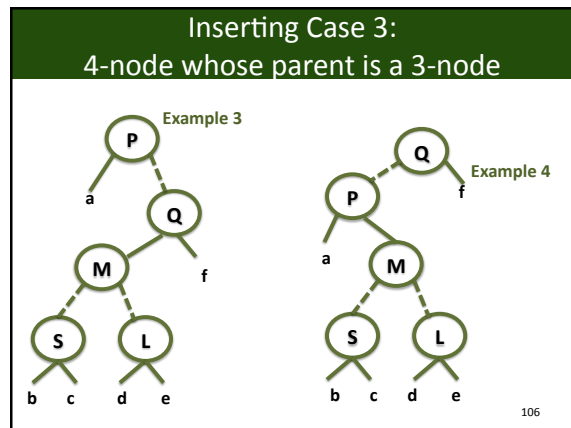 Inserting Case 3:
4-node whose parent is a 3-node
Example 3
P
a
Q
M
f
S
L
b c d e
Example 4
Q
f
P
a
M
S
L
b c d e
106